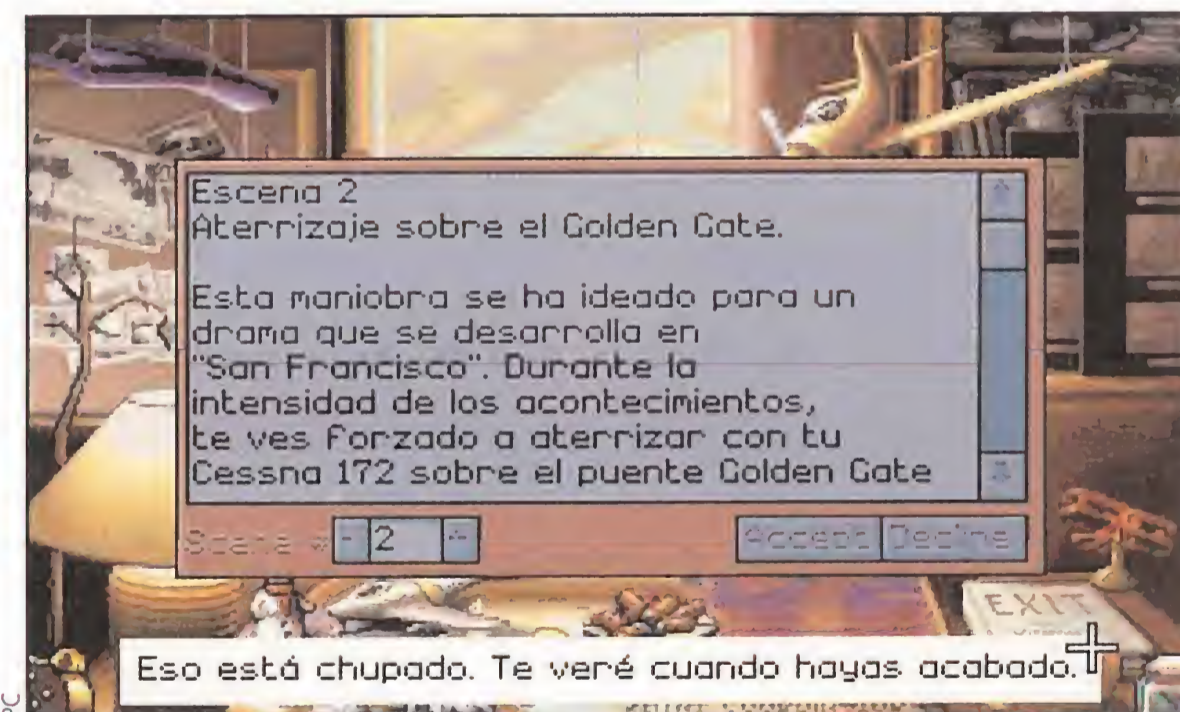 Escena 2
Aterrizaje sobre el Golden Gate.
Esta maniobra se ha ideado para un
drama que se desarrolla en
"San Francisco". Durante la
intensidad de los acontecimientos,
te ves forzado a aterrizar con tu
Cessna 172 sobre el puente Golden Gate
Scene # - 2 +
Accept Decline
EXIT
Eso está chupado. Te veré cuando hayas acabado.
PC